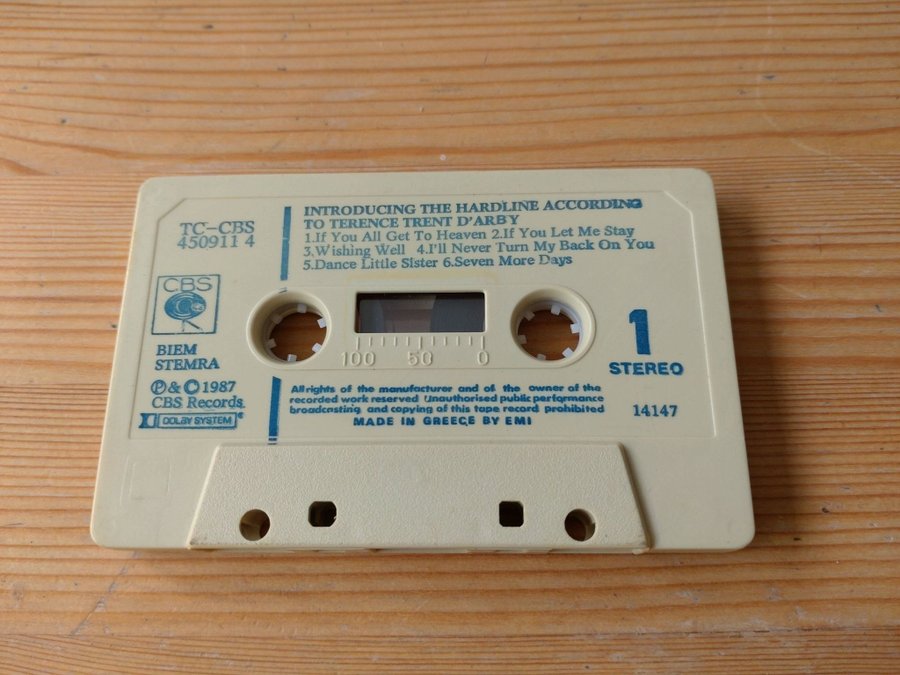 INTRODUCING THE HARDLINE ACCORDING
TO TERENCE TRENT D'ARBY
1.If You All Get To Heaven 2.If You Let Me Stay
3.Wishing Well 4.I'll Never Turn My Back On You
5.Dance Little Sister 6.Seven More Days
TC-CBS
450911 4
CBS
BIEM
STEMRA
℗ & © 1987
CBS Records.
DOLBY SYSTEM
100 50 0
1
STEREO
All rights of the manufacturer and of the owner of the
recorded work reserved Unauthorised public performance
broadcasting and copying of this tape record prohibited
MADE IN GREECE BY EMI
14147